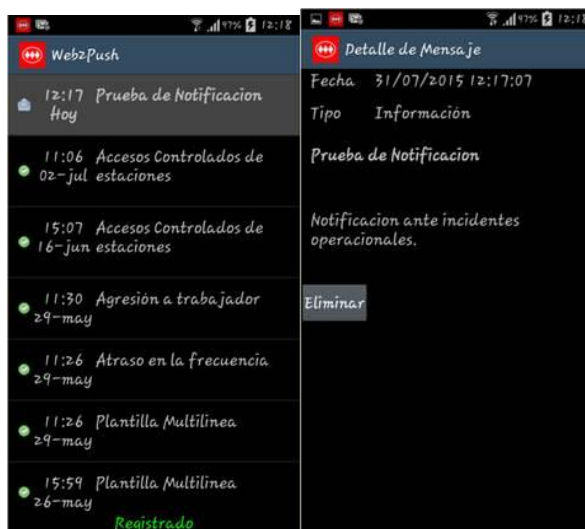 97% 12:18
Web2Push
12:17 Prueba de Notificacion
Hoy
11:06 Accesos Controlados de
02-jul estaciones
15:07 Accesos Controlados de
16-jun estaciones
11:30 Agresión a trabajador
29-may
11:26 Atraso en la frecuencia
29-may
11:26 Plantilla Multilinea
29-may
15:59 Plantilla Multilinea
26-may
Registrado
97% 12:18
Detalle de Mensaje
Fecha 31/07/2015 12:17:07
Tipo Información
Prueba de Notificacion
Notificacion ante incidentes
operacionales.
Eliminar